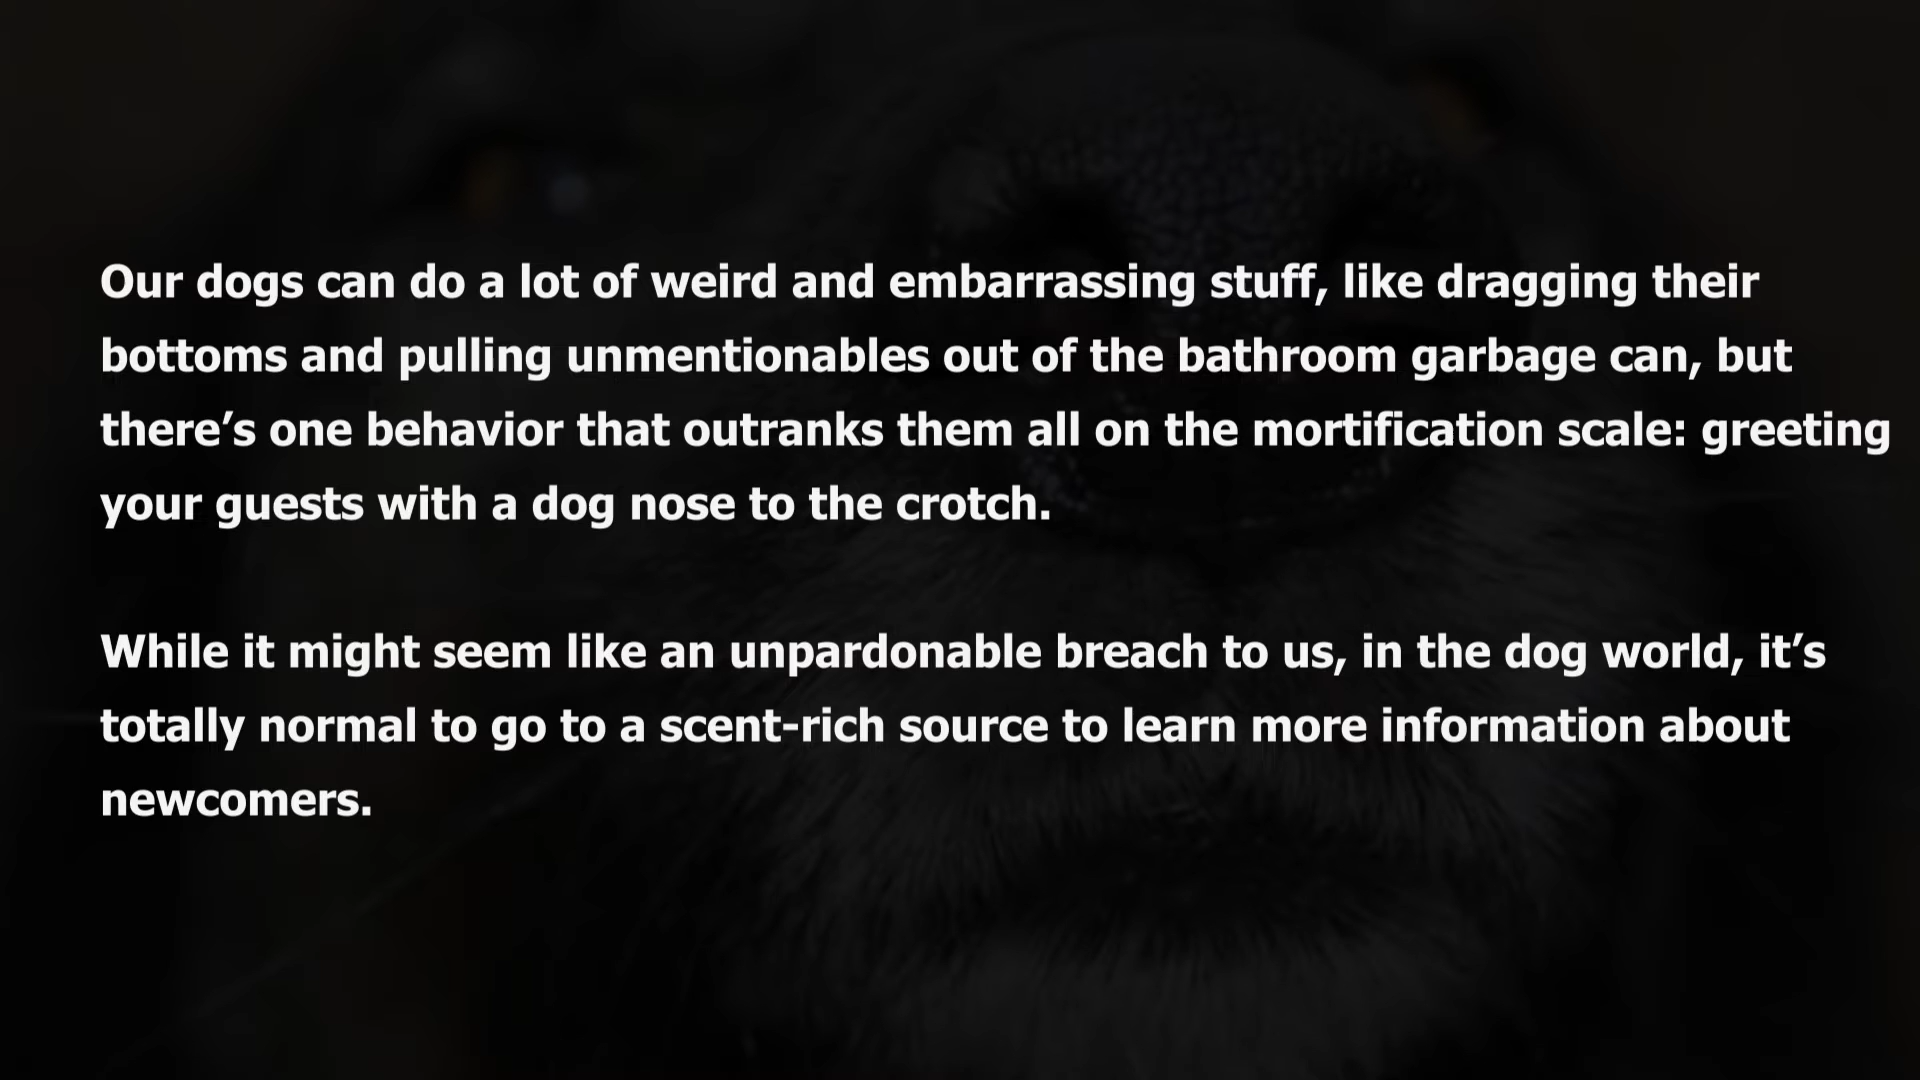 Our dogs can do a lot of weird and embarrassing stuff, like dragging their
bottoms and pulling unmentionables out of the bathroom garbage can, but
there’s one behavior that outranks them all on the mortification scale: greeting
your guests with a dog nose to the crotch.
While it might seem like an unpardonable breach to us, in the dog world, it’s
totally normal to go to a scent-rich source to learn more information about
newcomers.